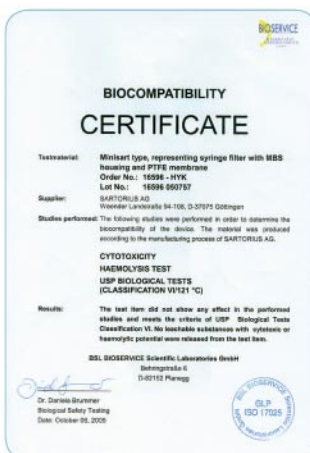 BIOSERVICE
BIOCOMPATIBILITY
CERTIFICATE
Testmaterial: Minisart type, representing syringe filter with MBS
housing and PTFE membrane
Order No.: 16596 - HYK
Lot No.: 16596 050757
Supplier: SARTORIUS AG
Weender Landstraße 94-108, D-37075 Göttingen
Studies performed: The following studies were performed in order to determine the
biocompatibility of the device. The material was produced
according to the manufacturing process of SARTORIUS AG.
CYTOTOXICITY
HAEMOLYSIS TEST
USP BIOLOGICAL TESTS
(CLASSIFICATION VI/121 °C)
Results: The test item did not show any effect in the performed
studies and meets the criteria of USP Biological Tests
Classification VI. No leachable substances with cytotoxic or
haemolytic potential were released from the test item.
BSL BIOSERVICE Scientific Laboratories GmbH
Behringstraße 6
D-82152 Planegg
Dr. Daniela Brummer
Biological Safety Testing
Date: October 05, 2005
BSL BIOSERVICE Scientific
GLP
ISO 17025